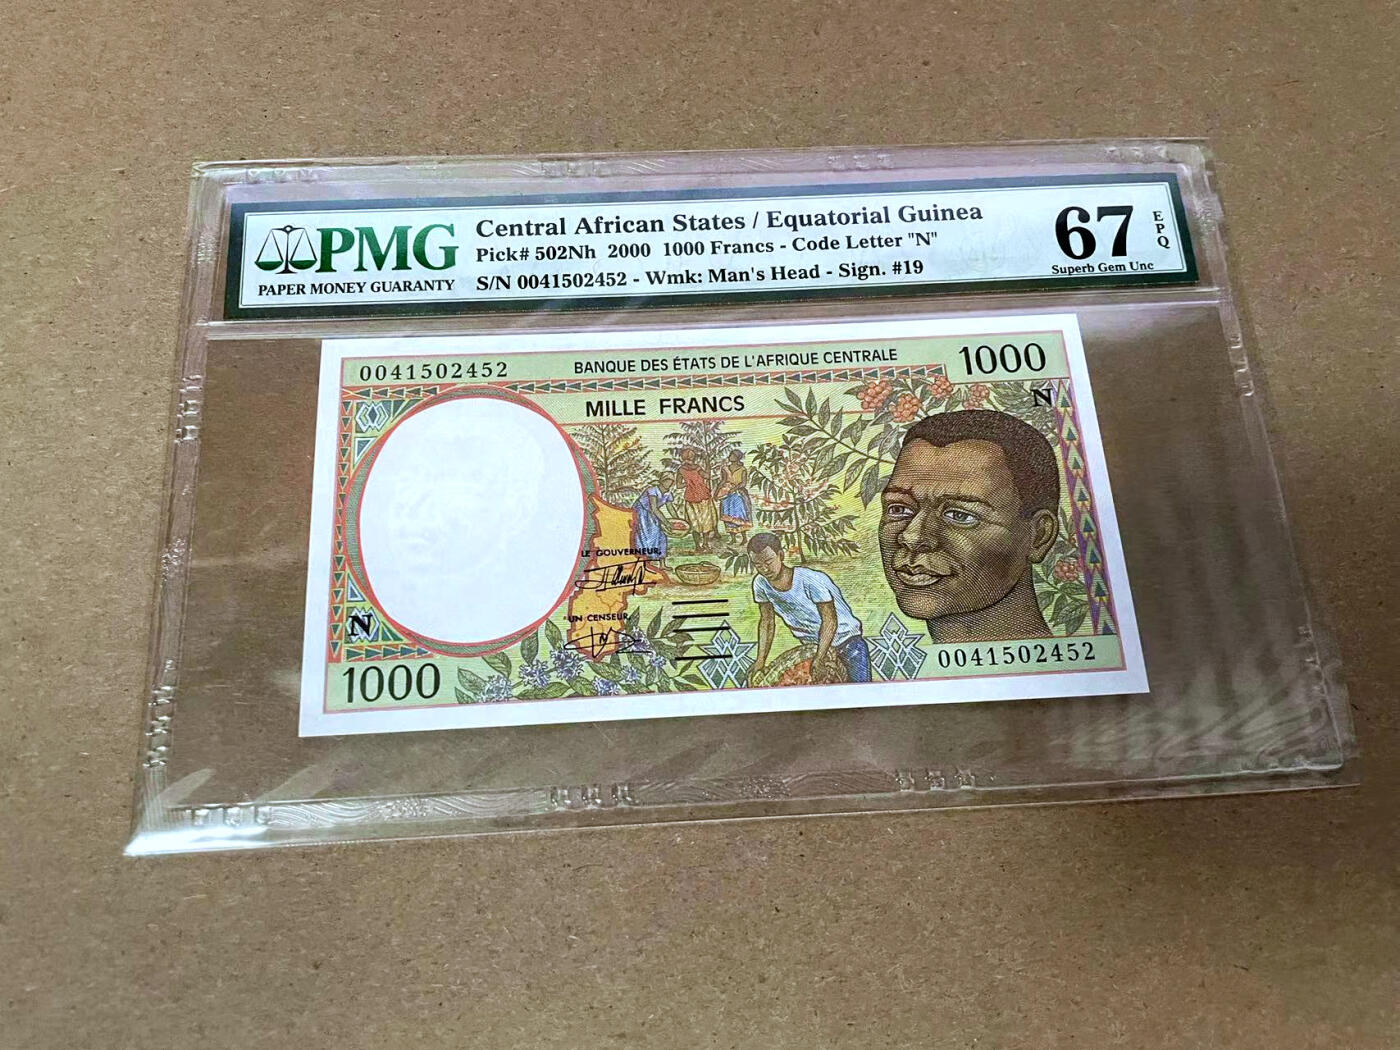 PMG
PAPER MONEY GUARANTY
Central African States / Equatorial Guinea
Pick# 502Nh 2000 1000 Francs - Code Letter "N"
S/N 0041502452 - Wmk: Man's Head - Sign. #19
67
EPQ
Superb Gem Unc
0041502452
BANQUE DES ÉTATS DE L'AFRIQUE CENTRALE
1000
MILLE FRANCS
N
LE GOUVERNEUR,
UN CENSEUR,
N
1000
0041502452